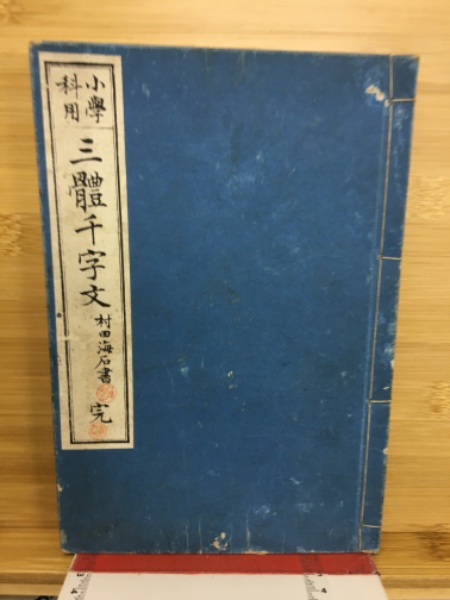 小學
科用
三體千字文
村田海石書
完